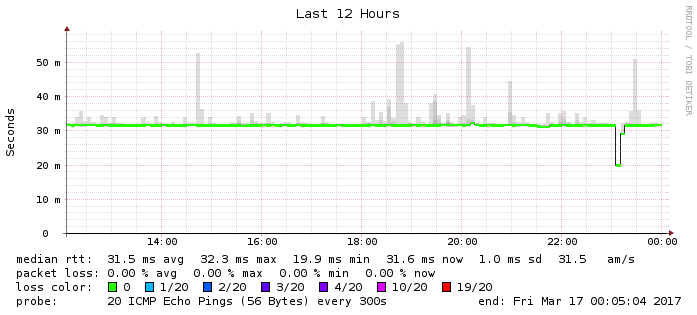 Last 12 Hours
RRDTOOL / TOBI OETIKER
Seconds
50 m
40 m
30 m
20 m
10 m
0
14:00 16:00 18:00 20:00 22:00 00:00
median rtt: 31.5 ms avg 32.3 ms max 19.9 ms min 31.6 ms now 1.0 ms sd 31.5 am/s
packet loss: 0.00 % avg 0.00 % max 0.00 % min 0.00 % now
loss color: 0 1/20 2/20 3/20 4/20 10/20 19/20
probe: 20 ICMP Echo Pings (56 Bytes) every 300s end: Fri Mar 17 00:05:04 2017